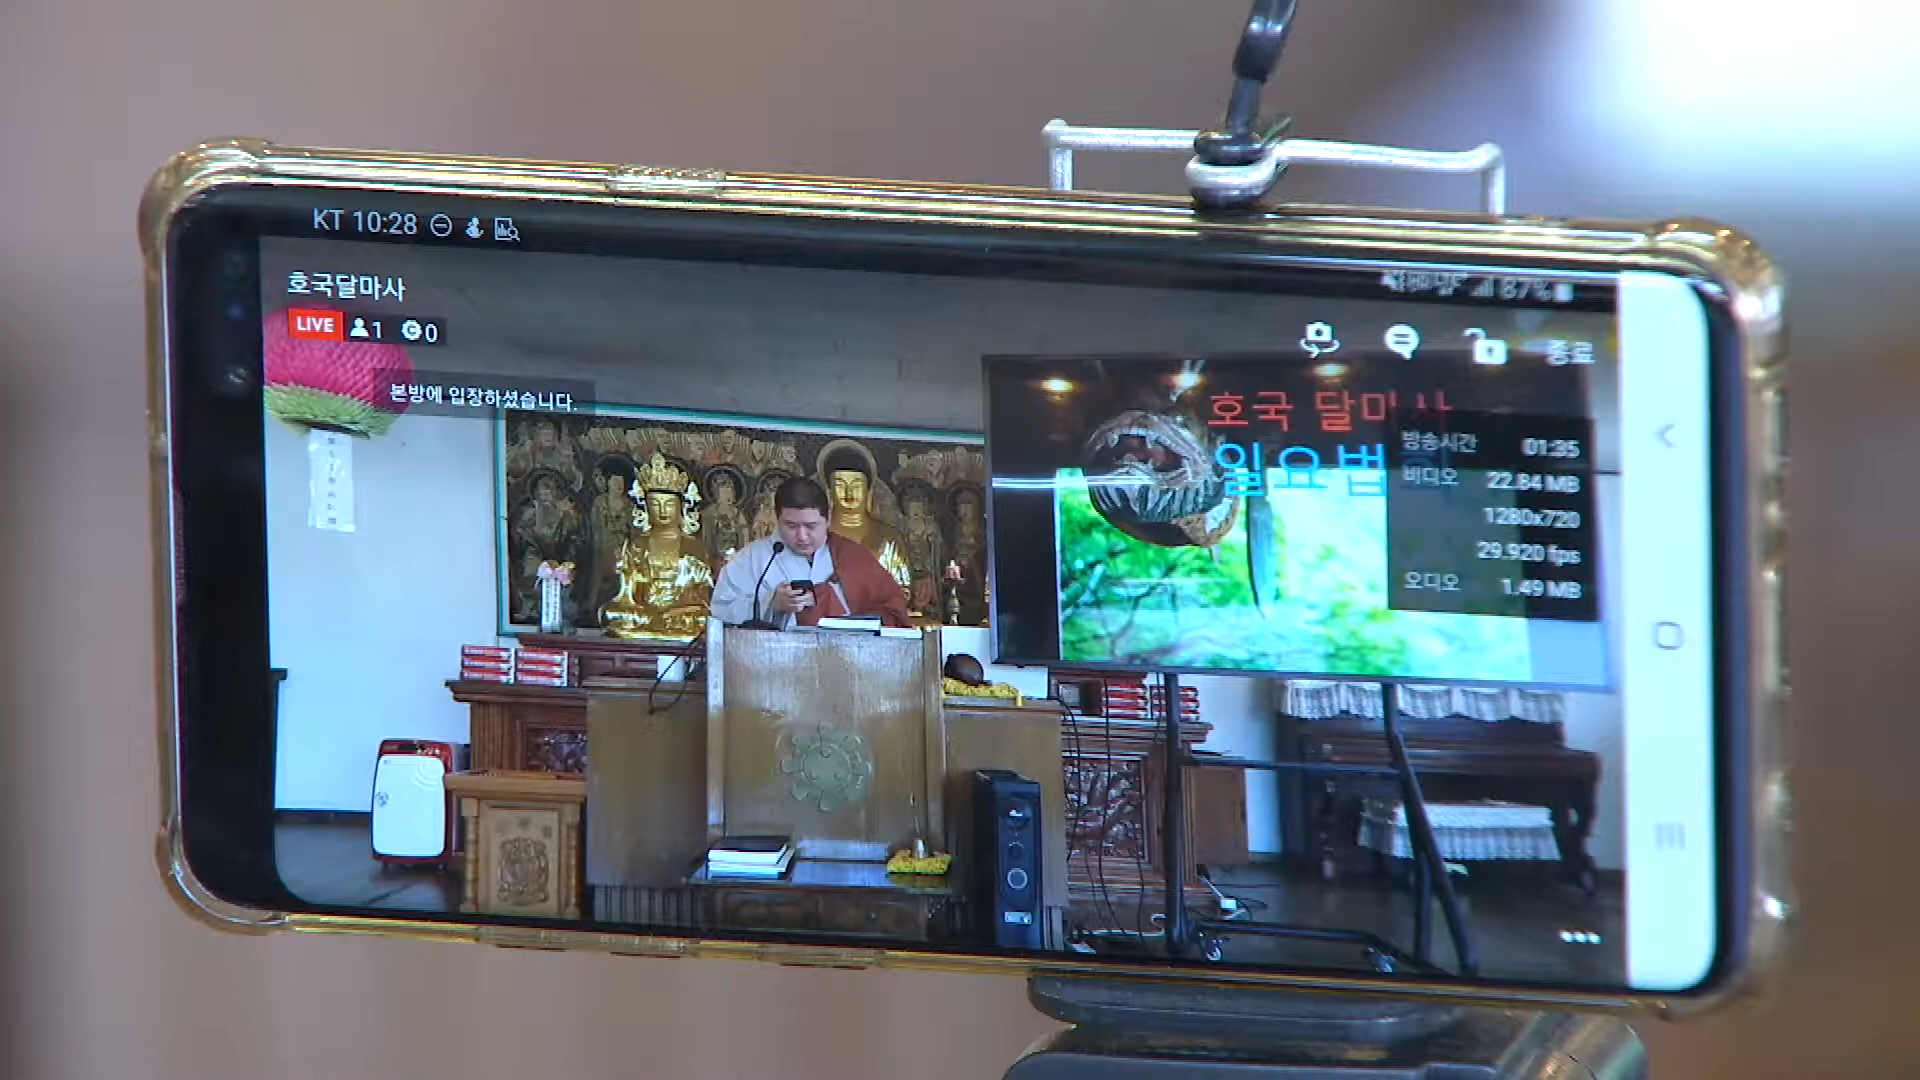 KT 10:28
87%
호국달마사
LIVE 1 0
종료
본방에 입장하셨습니다.
호국 달마
일요법
방송시간 01:35
비디오 22.84 MB
1280x720
29.920 fps
오디오 1.49 MB